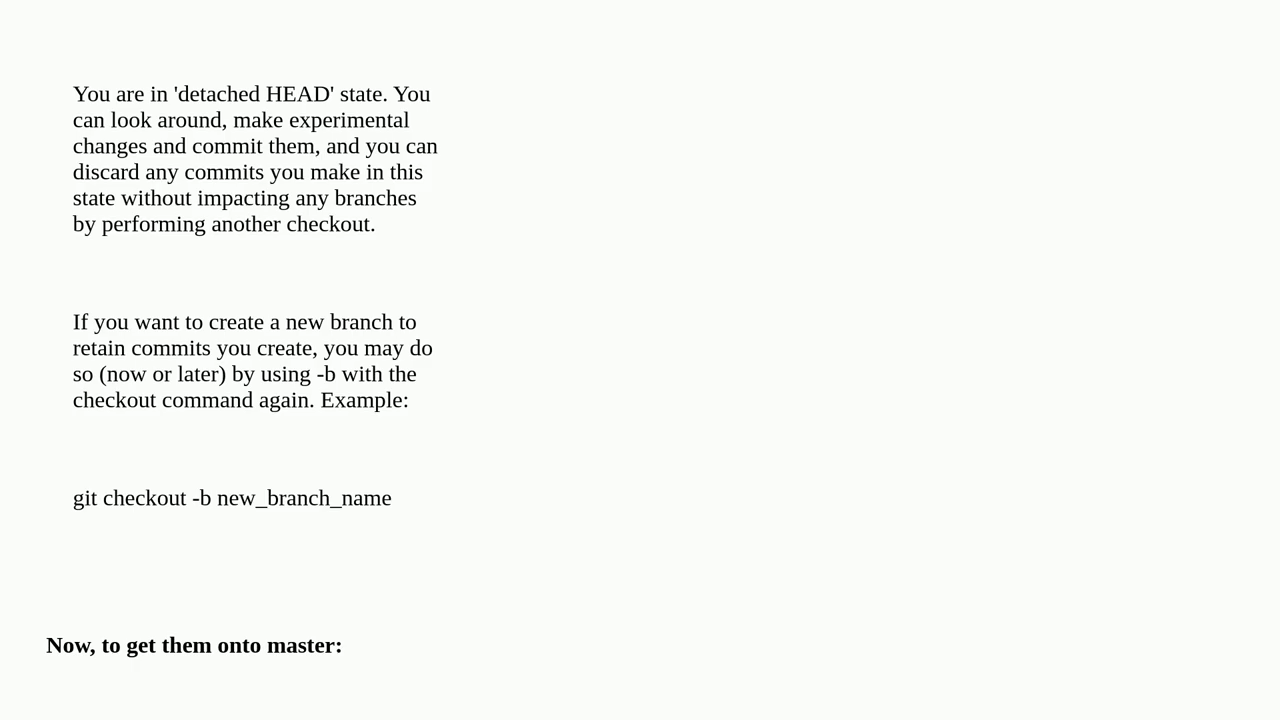 You are in 'detached HEAD' state. You
can look around, make experimental
changes and commit them, and you can
discard any commits you make in this
state without impacting any branches
by performing another checkout.
If you want to create a new branch to
retain commits you create, you may do
so (now or later) by using -b with the
checkout command again. Example:
git checkout -b new_branch_name
Now, to get them onto master: